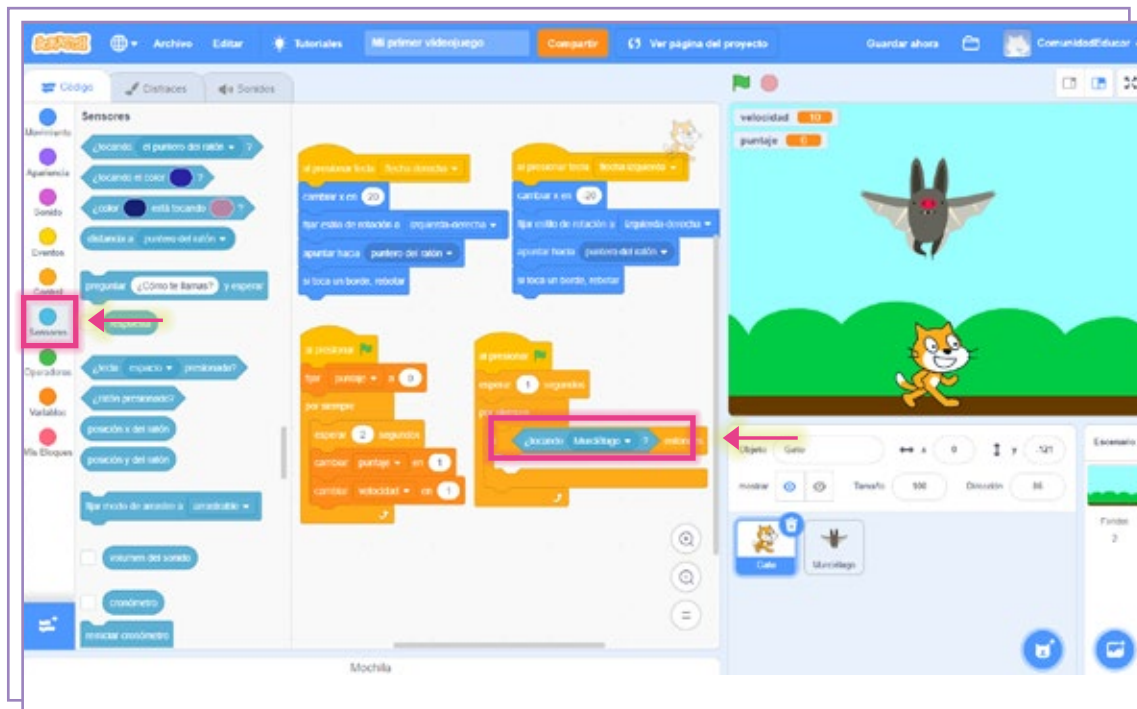 SCRATCH
Archivo
Editar
Tutoriales
Mi primer videojuego
Compartir
Ver página del proyecto
Guardar ahora
ComunidadEducar
Código
Disfraces
Sonidos
Movimiento
Apariencia
Sonido
Eventos
Control
Sensores
Operadores
Variables
Mis Bloques
Sensores
¿tocando el puntero del ratón ?
¿tocando el color ?
¿color está tocando ?
distancia a puntero del ratón
preguntar ¿Cómo te llamas? y esperar
respuesta
¿tecla espacio presionada?
¿ratón presionado?
posición x del ratón
posición y del ratón
fijar modo de arrastre a arrastrable
volumen del sonido
cronómetro
reiniciar cronómetro
al presionar tecla flecha derecha
cambiar x en 20
fijar estilo de rotación a izquierda-derecha
apuntar hacia puntero del ratón
si toca un borde, rebotar
al presionar tecla flecha izquierda
cambiar x en -20
fijar estilo de rotación a izquierda-derecha
apuntar hacia puntero del ratón
si toca un borde, rebotar
al presionar
fijar puntaje a 0
por siempre
esperar 2 segundos
cambiar puntaje en 1
cambiar velocidad en 1
al presionar
esperar 1 segundos
por siempre
¿tocando Murciélago ? entonces
=
Mochila
velocidad 10
puntaje 0
Objeto Gato x 0 y -121
mostrar Tamaño 100 Dirección 86
Gato
Murciélago
Escenario
Fondos
2